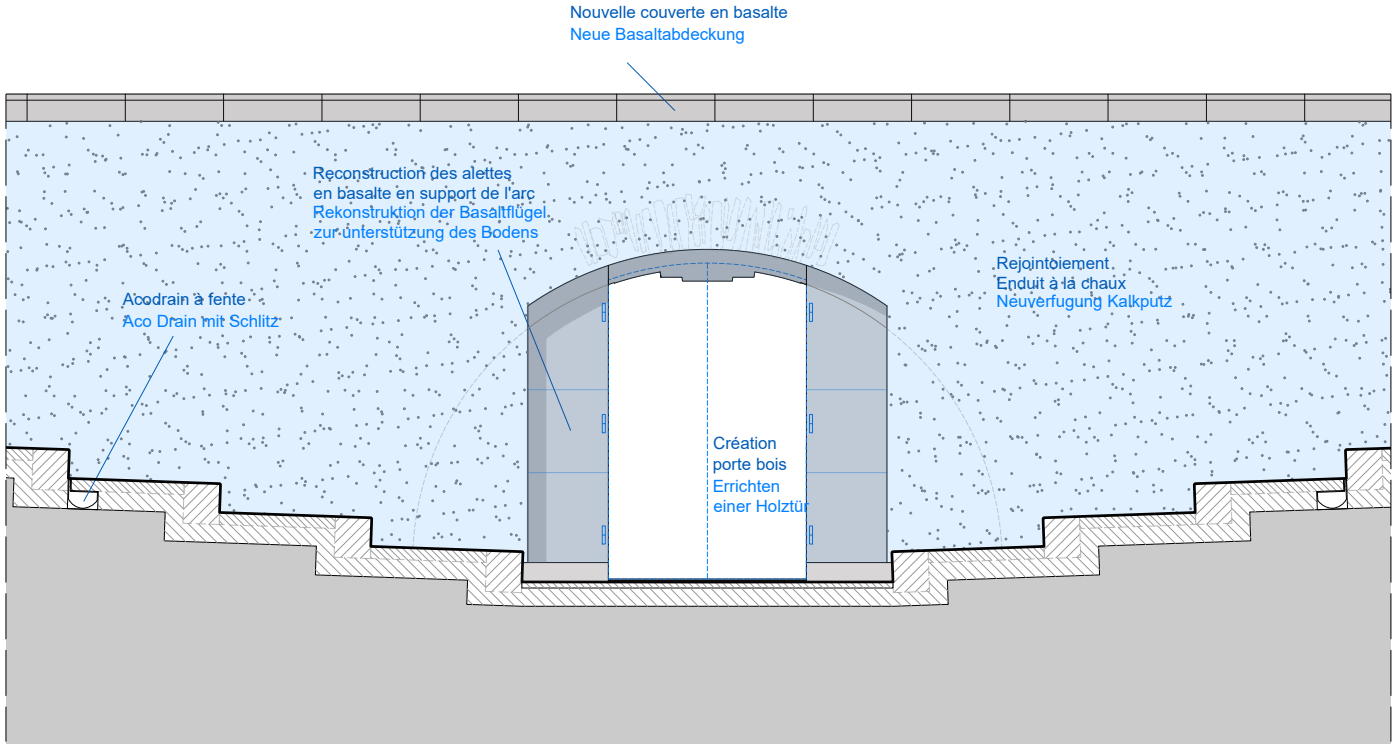 Nouvelle couverte en basalte
Neue Basaltabdeckung
Reconstruction des alettes
en basalte en support de l'arc
Rekonstruktion der Basaltflügel
zur unterstützung des Bodens
Rejointoiement
Enduit à la chaux
Neuverfugung Kalkputz
Acodrain à fente
Aco Drain mit Schlitz
Création
porte bois
Errichten
einer Holztür